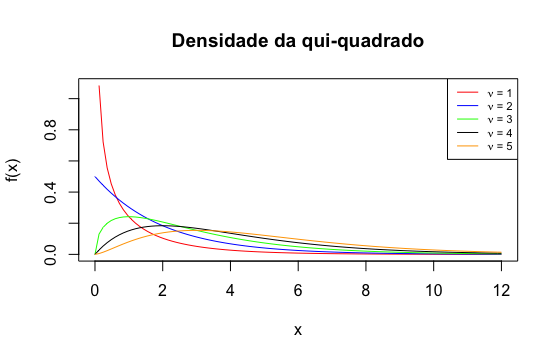 Densidade da qui-quadrado
f(x)
0.8
0.4
0.0
ν = 1
ν = 2
ν = 3
ν = 4
ν = 5
0 2 4 6 8 10 12
x